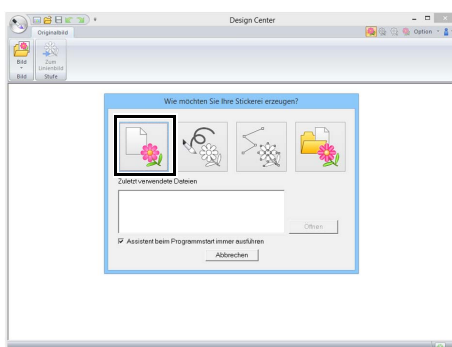 Design Center
Originalbild
Option
Bild
Zum Linienbild
Bild
Stufe
Wie möchten Sie Ihre Stickerei erzeugen?
Zuletzt verwendete Dateien
Öffnen
Assistent beim Programmstart immer ausführen
Abbrechen